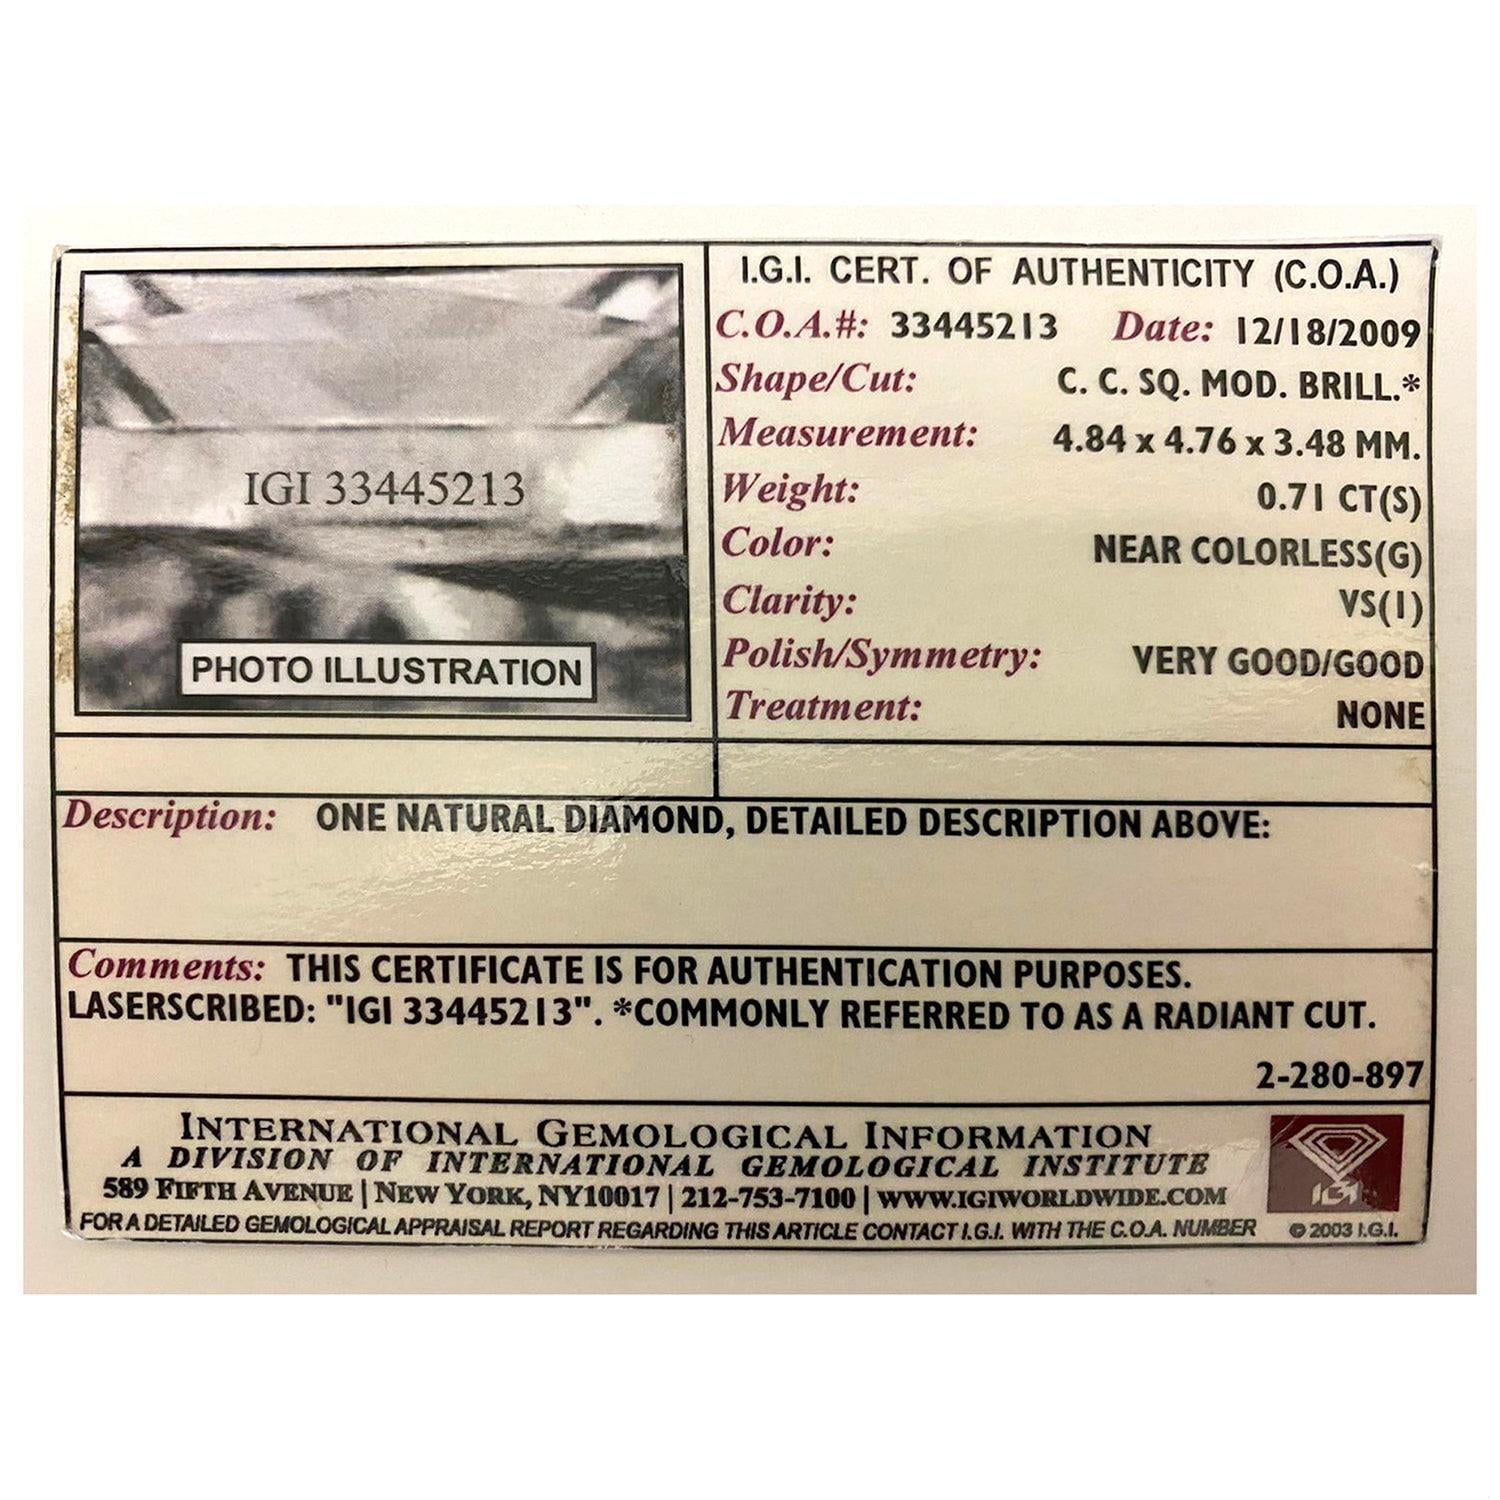 IGI 33445213
PHOTO ILLUSTRATION
I.G.I. CERT. OF AUTHENTICITY (C.O.A.)
C.O.A.#: 33445213 Date: 12/18/2009
Shape/Cut: C. C. SQ. MOD. BRILL.*
Measurement: 4.84 x 4.76 x 3.48 MM.
Weight: 0.71 CT(S)
Color: NEAR COLORLESS(G)
Clarity: VS(1)
Polish/Symmetry: VERY GOOD/GOOD
Treatment: NONE
Description: ONE NATURAL DIAMOND, DETAILED DESCRIPTION ABOVE:
Comments: THIS CERTIFICATE IS FOR AUTHENTICATION PURPOSES.
LASERSCRIBED: "IGI 33445213". *COMMONLY REFERRED TO AS A RADIANT CUT.
2-280-897
INTERNATIONAL GEMOLOGICAL INFORMATION
A DIVISION OF INTERNATIONAL GEMOLOGICAL INSTITUTE
589 FIFTH AVENUE | NEW YORK, NY10017 | 212-753-7100 | WWW.IGIWORLDWIDE.COM
FOR A DETAILED GEMOLOGICAL APPRAISAL REPORT REGARDING THIS ARTICLE CONTACT I.G.I. WITH THE C.O.A. NUMBER
IGI
© 2003 I.G.I.